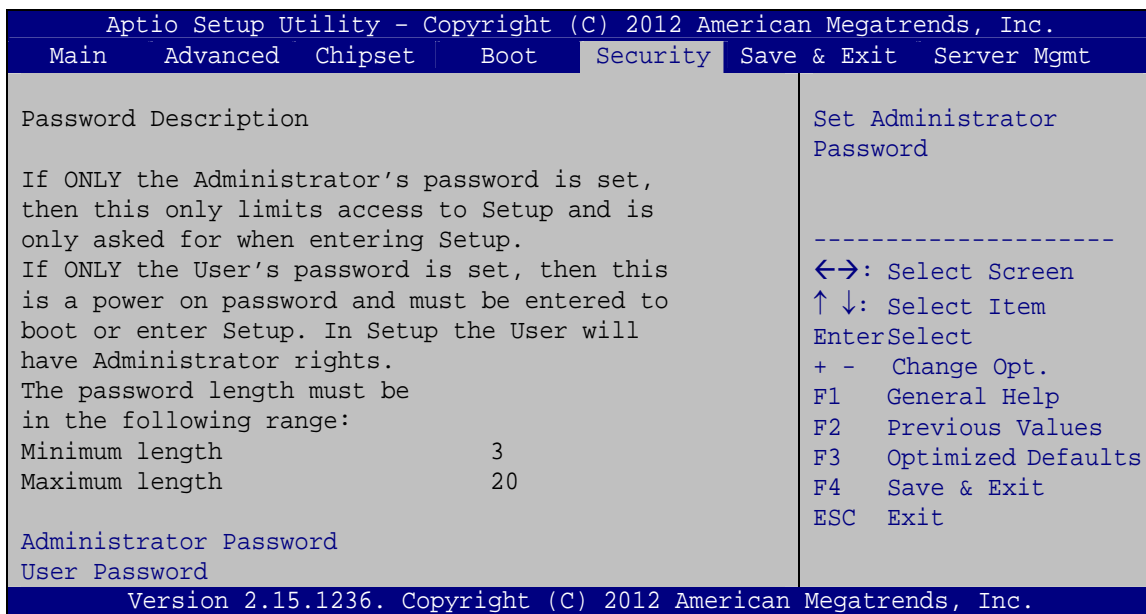 Aptio Setup Utility – Copyright (C) 2012 American Megatrends, Inc.
Main Advanced Chipset Boot Security Save & Exit Server Mgmt
Password Description
If ONLY the Administrator's password is set,
then this only limits access to Setup and is
only asked for when entering Setup.
If ONLY the User's password is set, then this
is a power on password and must be entered to
boot or enter Setup. In Setup the User will
have Administrator rights.
The password length must be
in the following range:
Minimum length 3
Maximum length 20
Administrator Password
User Password
Set Administrator
Password
---------------------
←→: Select Screen
↑ ↓: Select Item
EnterSelect
+ - Change Opt.
F1 General Help
F2 Previous Values
F3 Optimized Defaults
F4 Save & Exit
ESC Exit
Version 2.15.1236. Copyright (C) 2012 American Megatrends, Inc.